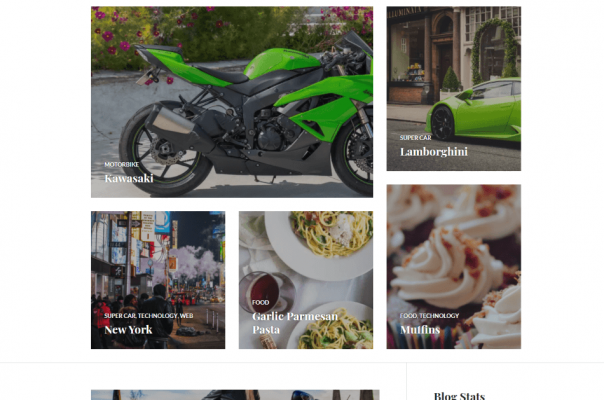 MOTORBIKE
Kawasaki
SUPER CAR
Lamborghini
SUPER CAR, TECHNOLOGY, WEB
New York
FOOD
Garlic Parmesan
Pasta
FOOD, TECHNOLOGY
Muffins
Blog Stats